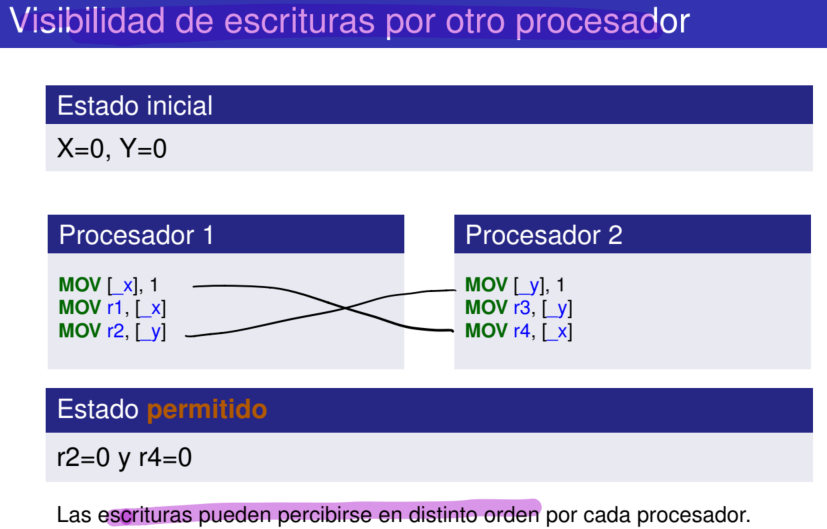 Visibilidad de escrituras por otro procesador
Estado inicial
X=0, Y=0
Procesador 1
MOV [_x], 1
MOV r1, [_x]
MOV r2, [_y]
Procesador 2
MOV [_y], 1
MOV r3, [_y]
MOV r4, [_x]
Estado permitido
r2=0 y r4=0
Las escrituras pueden percibirse en distinto orden por cada procesador.